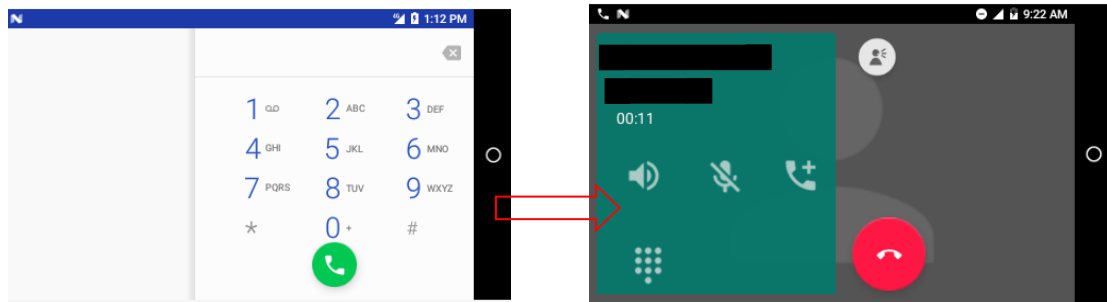 1:12 PM
1 2 ABC 3 DEF
4 GHI 5 JKL 6 MNO
7 PQRS 8 TUV 9 WXYZ
* 0 + #
9:22 AM
00:11